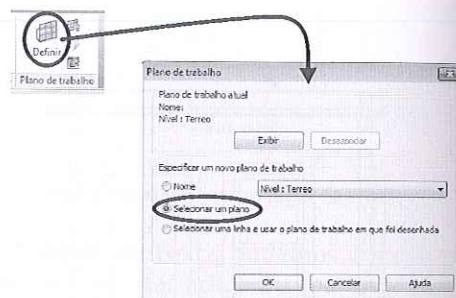 Definir
Plano de trabalho
Plano de trabalho
Plano de trabalho atual
Nome:
Nível : Terreo
Exibir
Desassociar
Especificar um novo plano de trabalho
Nome
Nível : Terreo
Selecionar um plano
Selecionar uma linha e usar o plano de trabalho em que foi desenhada
OK
Cancelar
Ajuda